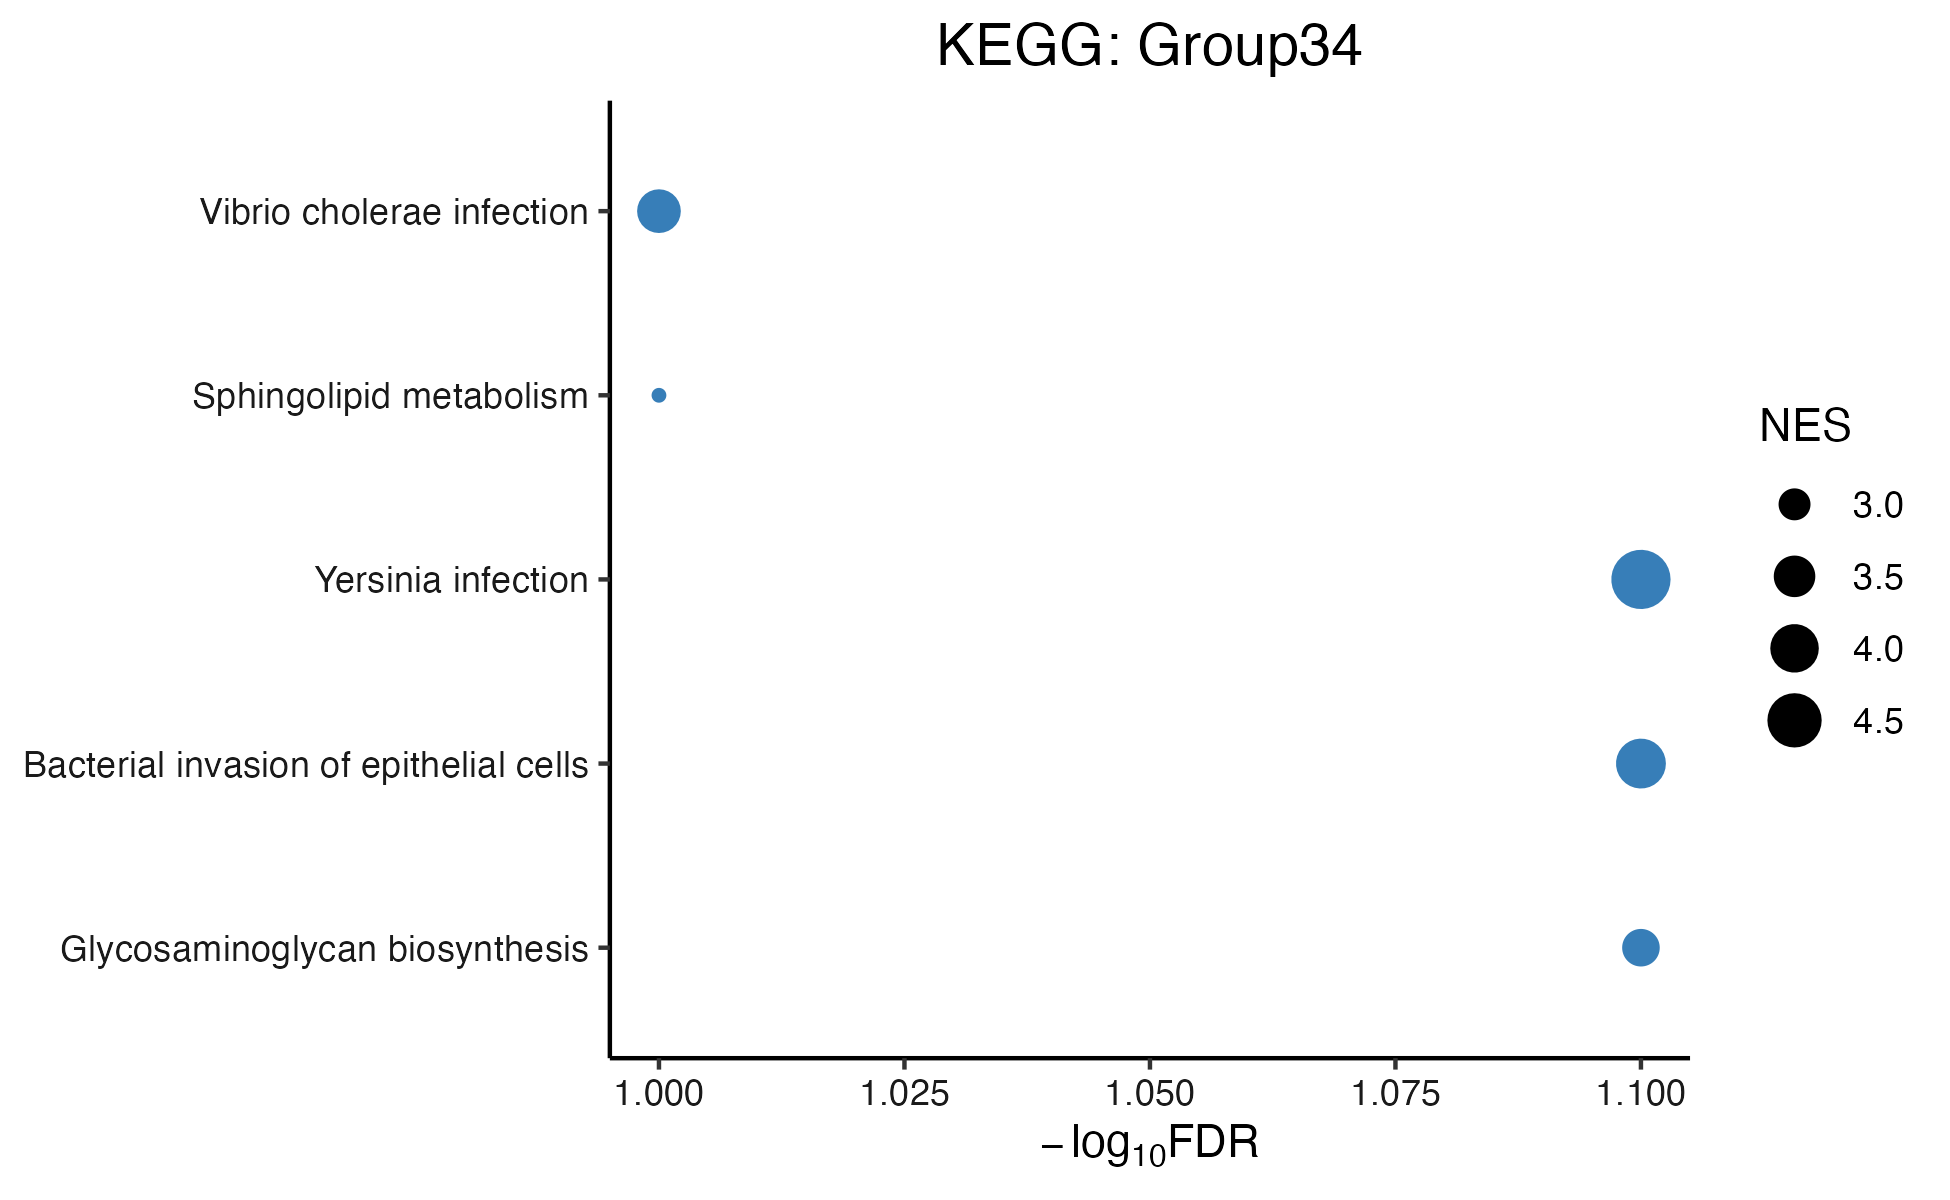 KEGG: Group34
Vibrio cholerae infection
Sphingolipid metabolism
Yersinia infection
Bacterial invasion of epithelial cells
Glycosaminoglycan biosynthesis
1.000 1.025 1.050 1.075 1.100
−log₁₀FDR
NES
3.0
3.5
4.0
4.5